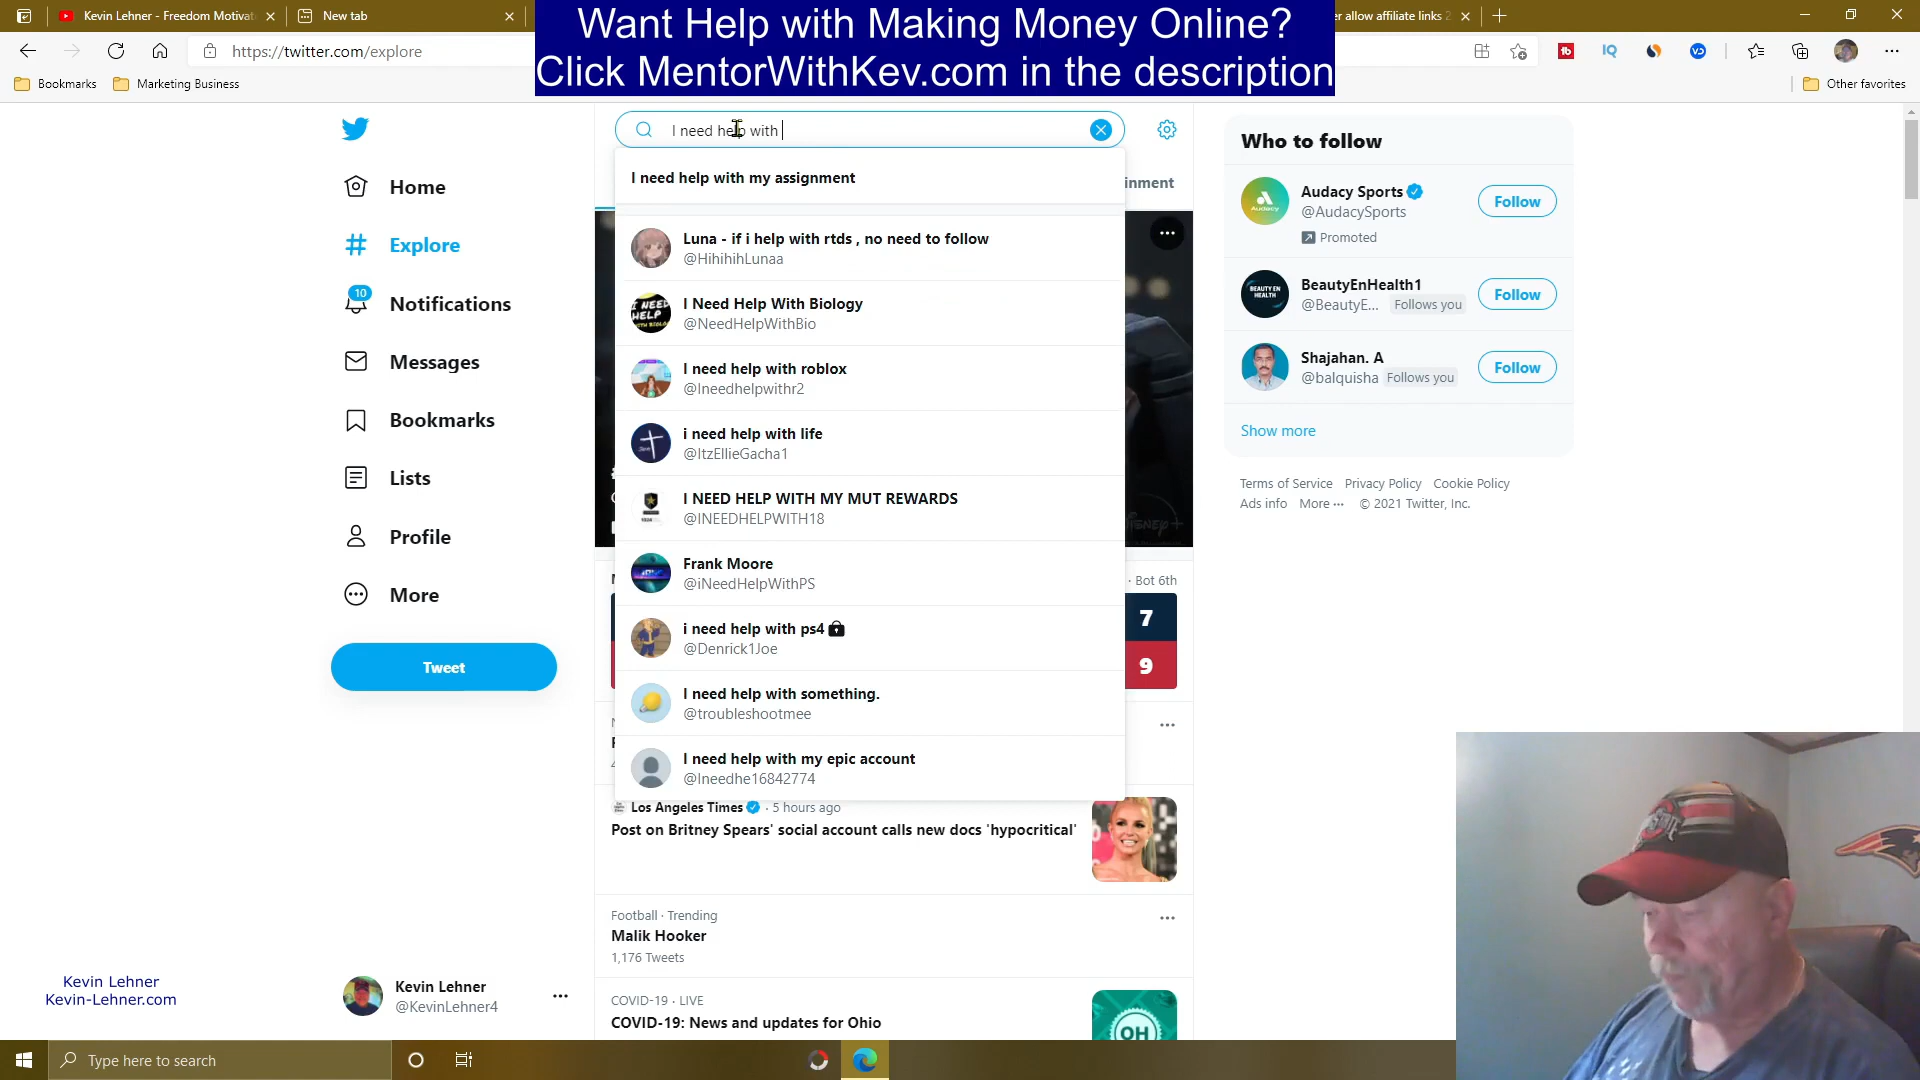 Kevin Lehner - Freedom Motivat
New tab
er allow affiliate links 2
Want Help with Making Money Online?
Click MentorWithKev.com in the description
https://twitter.com/explore
Bookmarks
Marketing Business
Other favorites
I need help with
Home
Explore
10
Notifications
Messages
Bookmarks
Lists
Profile
More
Tweet
I need help with my assignment
inment
Luna - if i help with rtds , no need to follow
@HihihihLunaa
I Need Help With Biology
@NeedHelpWithBio
I need help with roblox
@Ineedhelpwithr2
i need help with life
@ItzEllieGacha1
I NEED HELP WITH MY MUT REWARDS
@INEEDHELPWITH18
Frank Moore
@iNeedHelpWithPS
i need help with ps4
@Denrick1Joe
I need help with something.
@troubleshootmee
I need help with my epic account
@Ineedhe16842774
· Bot 6th
7
9
Los Angeles Times · 5 hours ago
Post on Britney Spears' social account calls new docs 'hypocritical'
Football · Trending
Malik Hooker
1,176 Tweets
COVID-19 · LIVE
COVID-19: News and updates for Ohio
OH
Who to follow
Audacy Sports
@AudacySports
Promoted
Follow
BeautyEnHealth1
@BeautyE... Follows you
Follow
Shajahan. A
@balquisha Follows you
Follow
Show more
Terms of Service Privacy Policy Cookie Policy
Ads info More ··· © 2021 Twitter, Inc.
Kevin Lehner
Kevin-Lehner.com
Kevin Lehner
@KevinLehner4
Type here to search